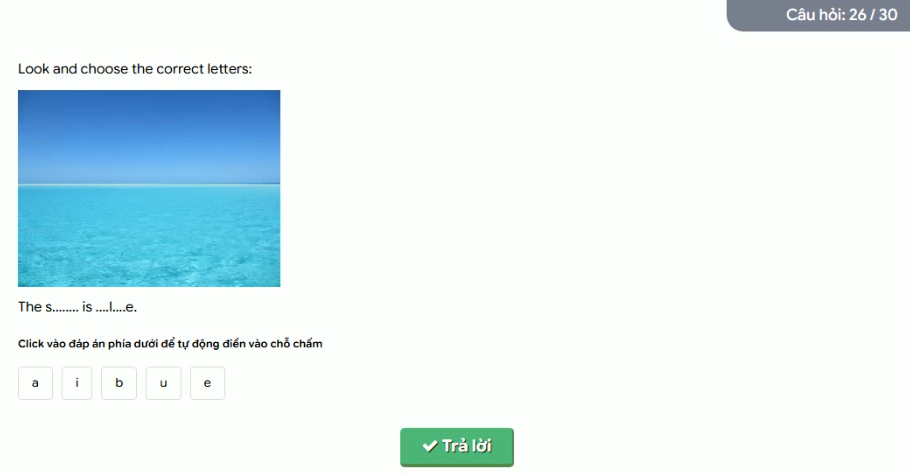 Câu hỏi: 26 / 30
Look and choose the correct letters:
The s........ is ....l....e.
Click vào đáp án phía dưới để tự động điền vào chỗ chấm
a i b u e
Trả lời